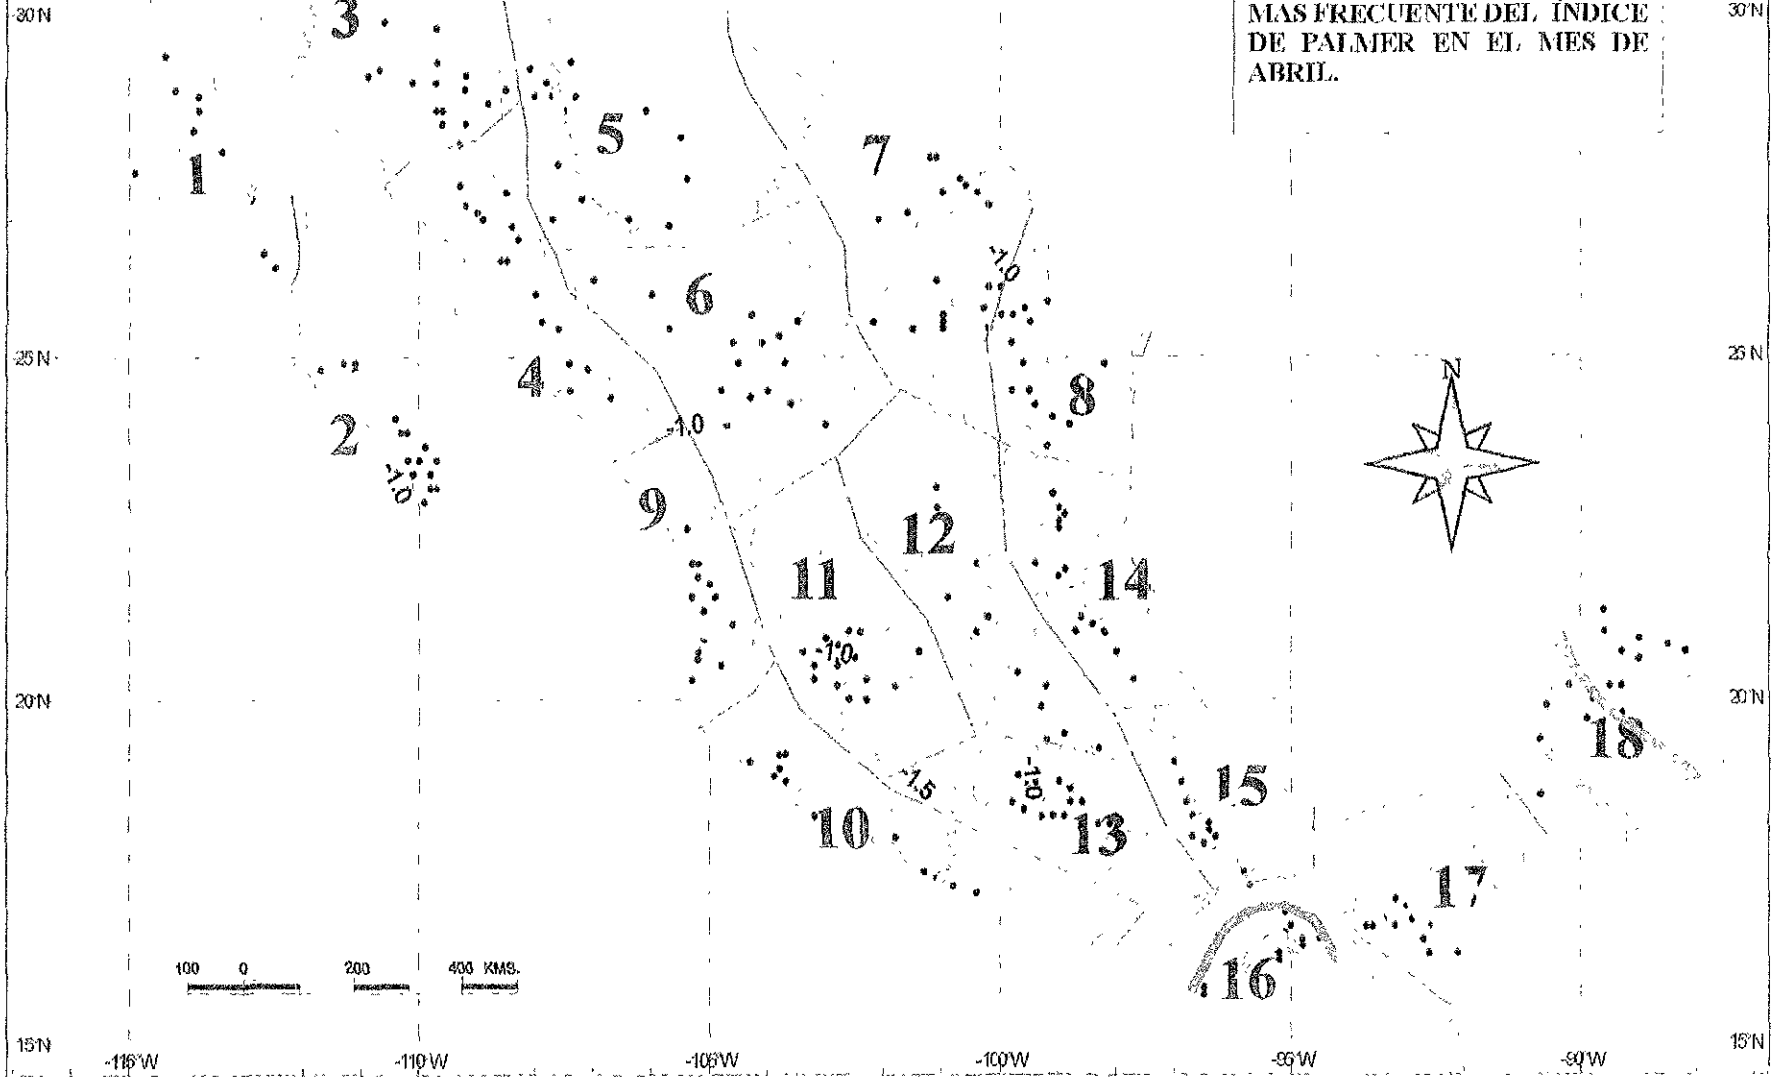 30°N
3
MAS FRECUENTE DEL ÍNDICE
30°N
DE PALMER EN EL MES DE
ABRIL.
5
7
1
-1.0
6
25°N
25°N
4
8
N
2
-1.0
-1.0
9
12
11
14
-1.0
20°N
20°N
18
-1.5
-1.0
15
10
13
17
100 0 200 400 KMS.
16
15°N
15°N
-115°W
-110°W
-105°W
-100°W
-95°W
-90°W